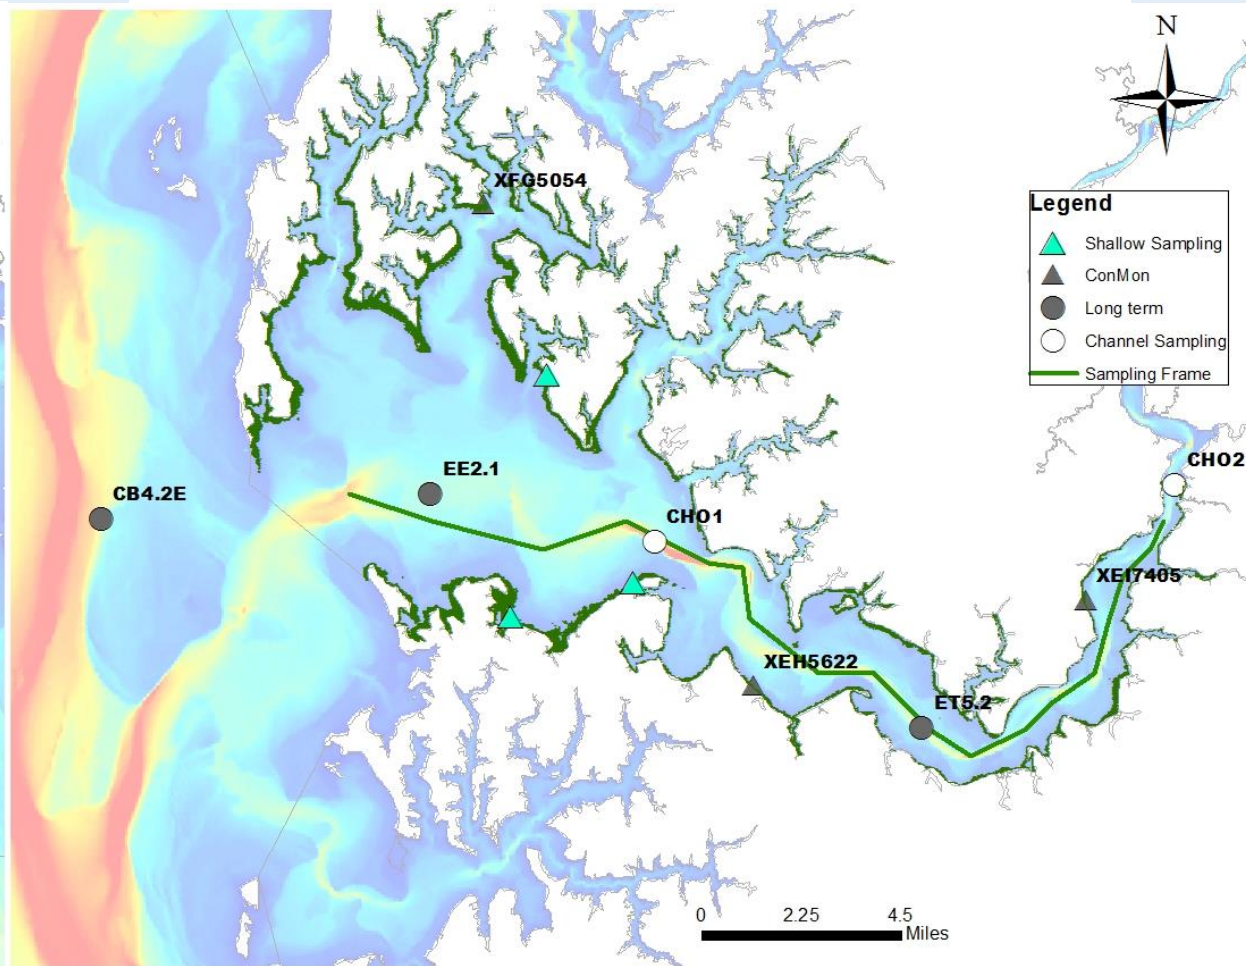 N
XFG5054
Legend
Shallow Sampling
ConMon
Long term
Channel Sampling
Sampling Frame
EE2.1
CHO2
CB4.2E
CHO1
XEI7405
XEH5622
ET5.2
0 2.25 4.5
Miles